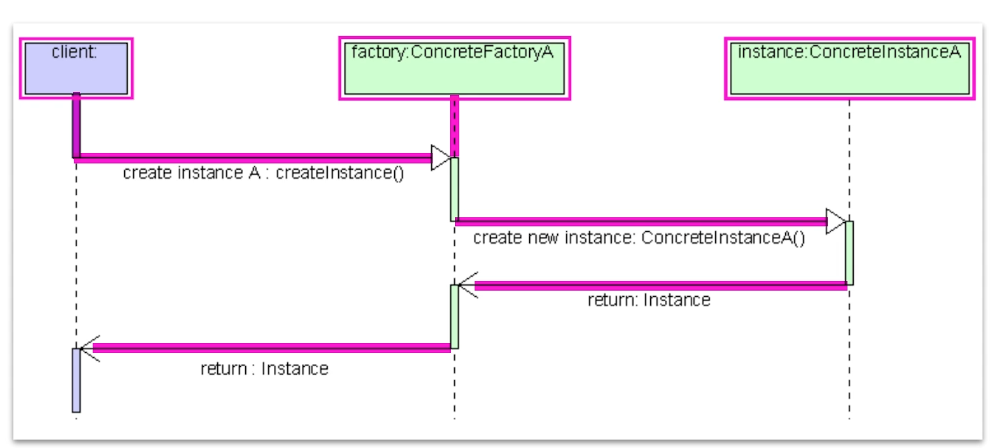 client:
factory:ConcreteFactoryA
instance:ConcreteInstanceA
create instance A : createInstance()
create new instance: ConcreteInstanceA()
return: Instance
return : Instance